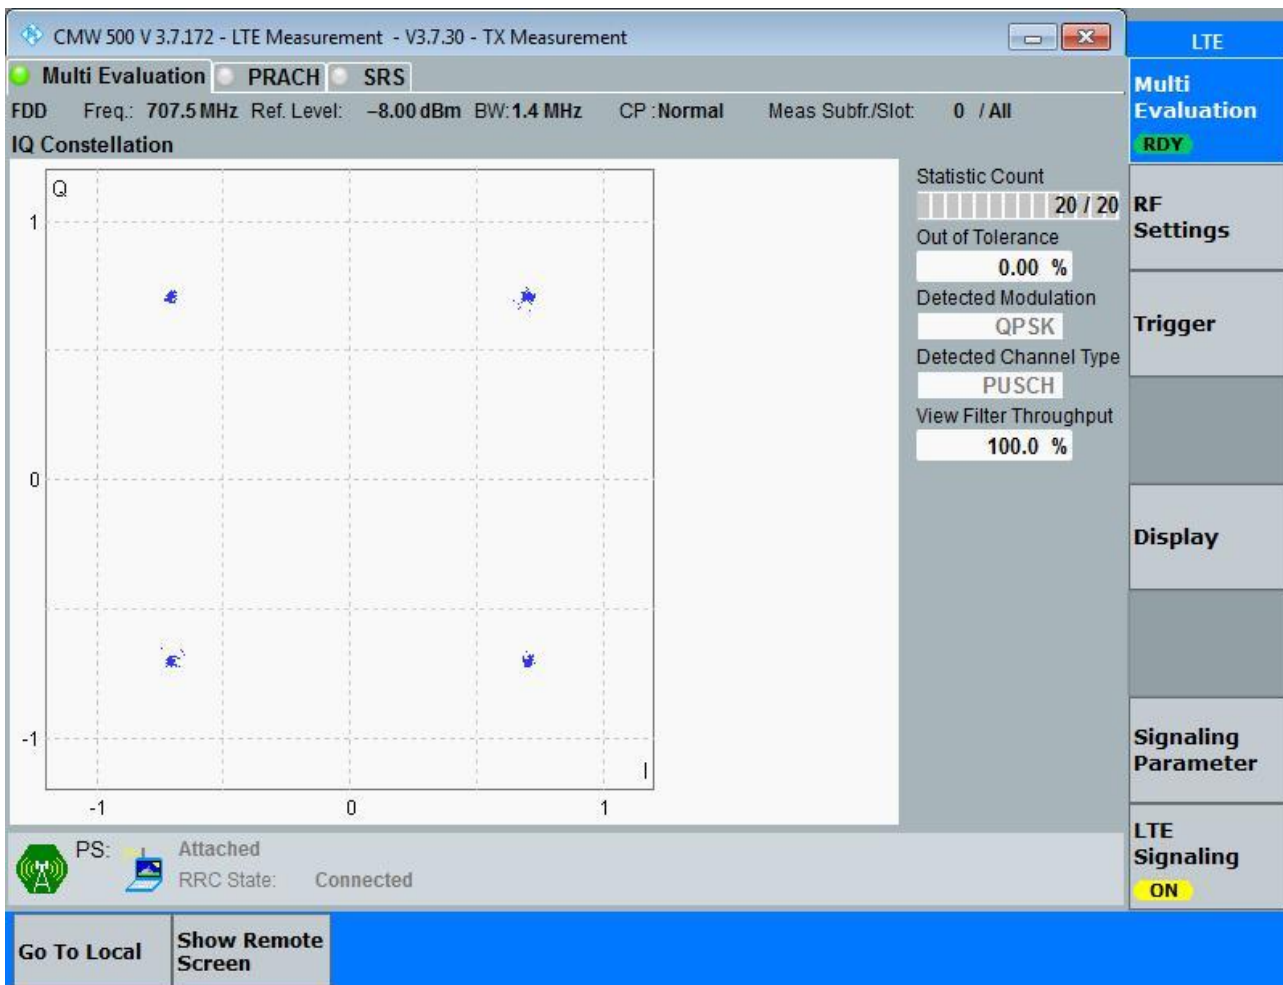 CMW 500 V 3.7.172 - LTE Measurement - V3.7.30 - TX Measurement
LTE
Multi Evaluation PRACH SRS
FDD Freq.: 707.5 MHz Ref. Level: -8.00 dBm BW: 1.4 MHz CP : Normal Meas Subfr./Slot: 0 / All
IQ Constellation
Q
1
0
-1
-1 0 1
I
Statistic Count
20 / 20
Out of Tolerance
0.00 %
Detected Modulation
QPSK
Detected Channel Type
PUSCH
View Filter Throughput
100.0 %
Multi
Evaluation
RDY
RF
Settings
Trigger
Display
Signaling
Parameter
LTE
Signaling
ON
PS: Attached
RRC State: Connected
Go To Local
Show Remote
Screen